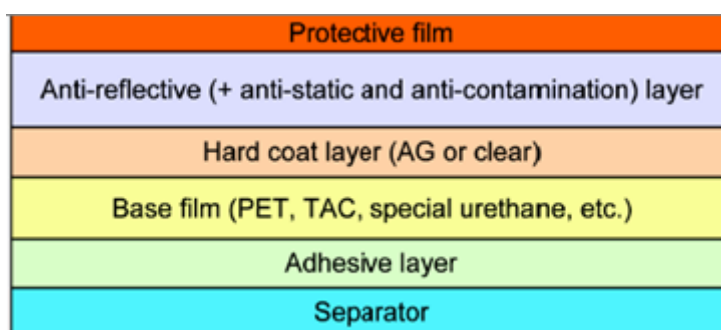 Protective film
Anti-reflective (+ anti-static and anti-contamination) layer
Hard coat layer (AG or clear)
Base film (PET, TAC, special urethane, etc.)
Adhesive layer
Separator